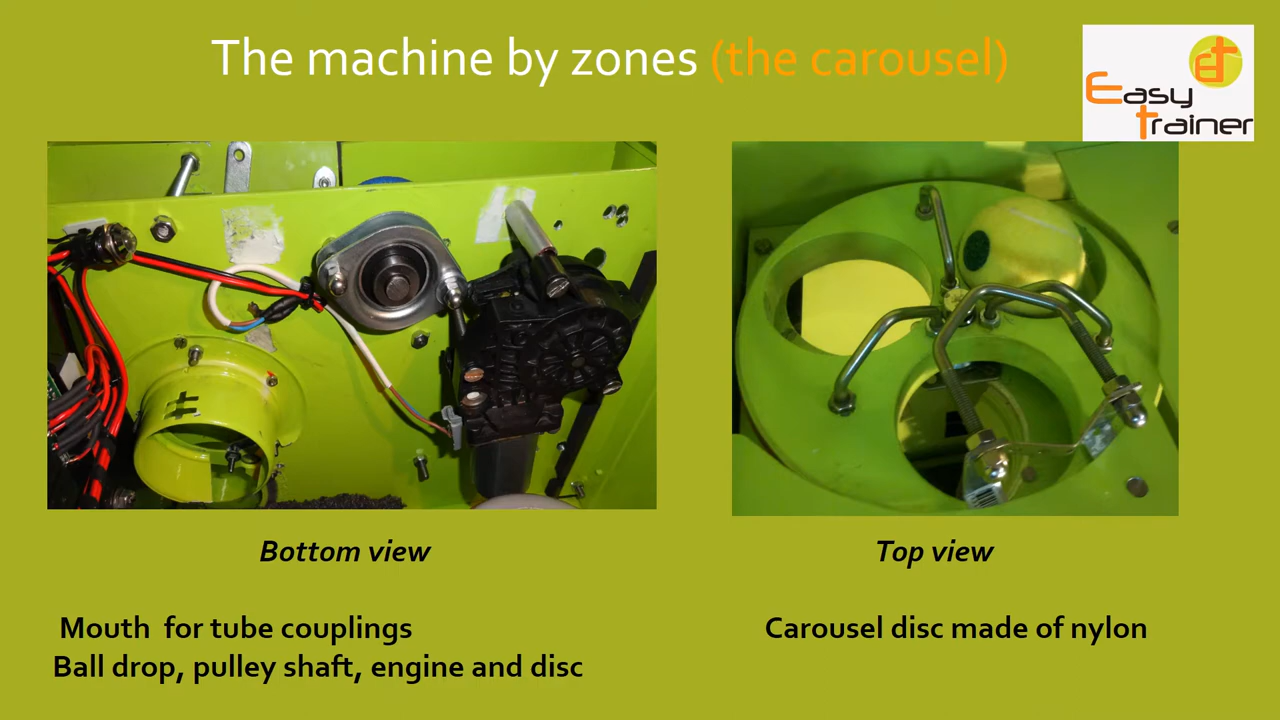 The machine by zones (the carousel)
Easy
trainer
Bottom view
Top view
Mouth for tube couplings
Ball drop, pulley shaft, engine and disc
Carousel disc made of nylon